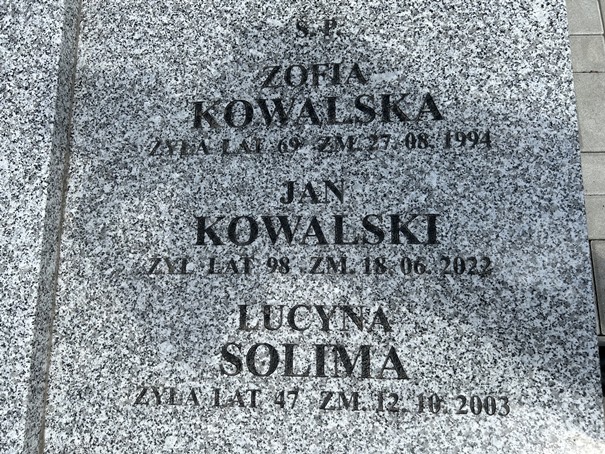 Ś. P.
ZOFIA
KOWALSKA
ŻYŁA LAT 69 ZM. 27. 08. 1994
JAN
KOWALSKI
ŻYŁ LAT 98 ZM. 18. 06. 2022
LUCYNA
SOLIMA
ŻYŁA LAT 47 ZM. 12. 10. 2003